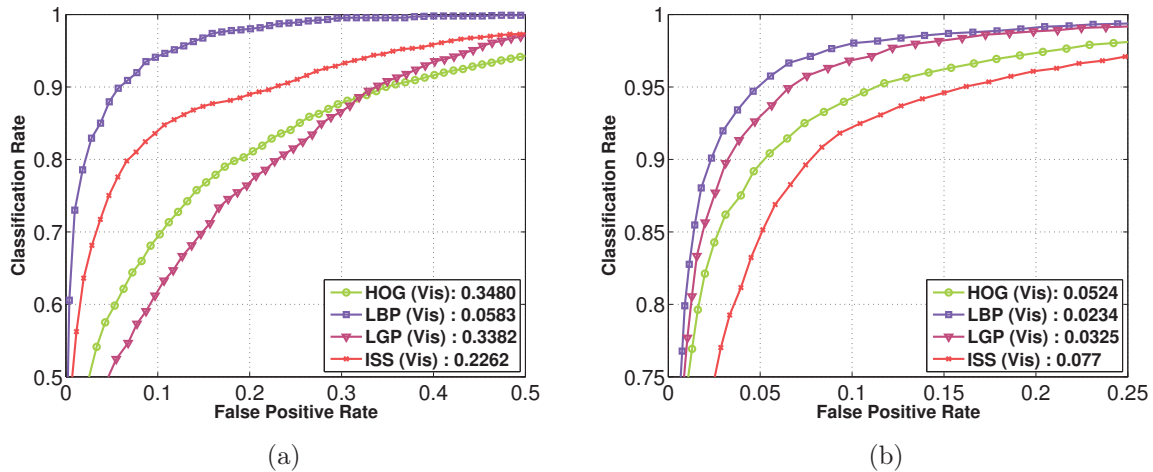 1
0.9
0.8
0.7
0.6
0.5
0
0.1
0.2
0.3
0.4
0.5
Classification Rate
False Positive Rate
HOG (Vis): 0.3480
LBP (Vis): 0.0583
LGP (Vis) : 0.3382
ISS (Vis) : 0.2262
(a)
1
0.95
0.9
0.85
0.8
0.75
0
0.05
0.1
0.15
0.2
0.25
Classification Rate
False Positive Rate
HOG (Vis): 0.0524
LBP (Vis): 0.0234
LGP (Vis) : 0.0325
ISS (Vis) : 0.077
(b)